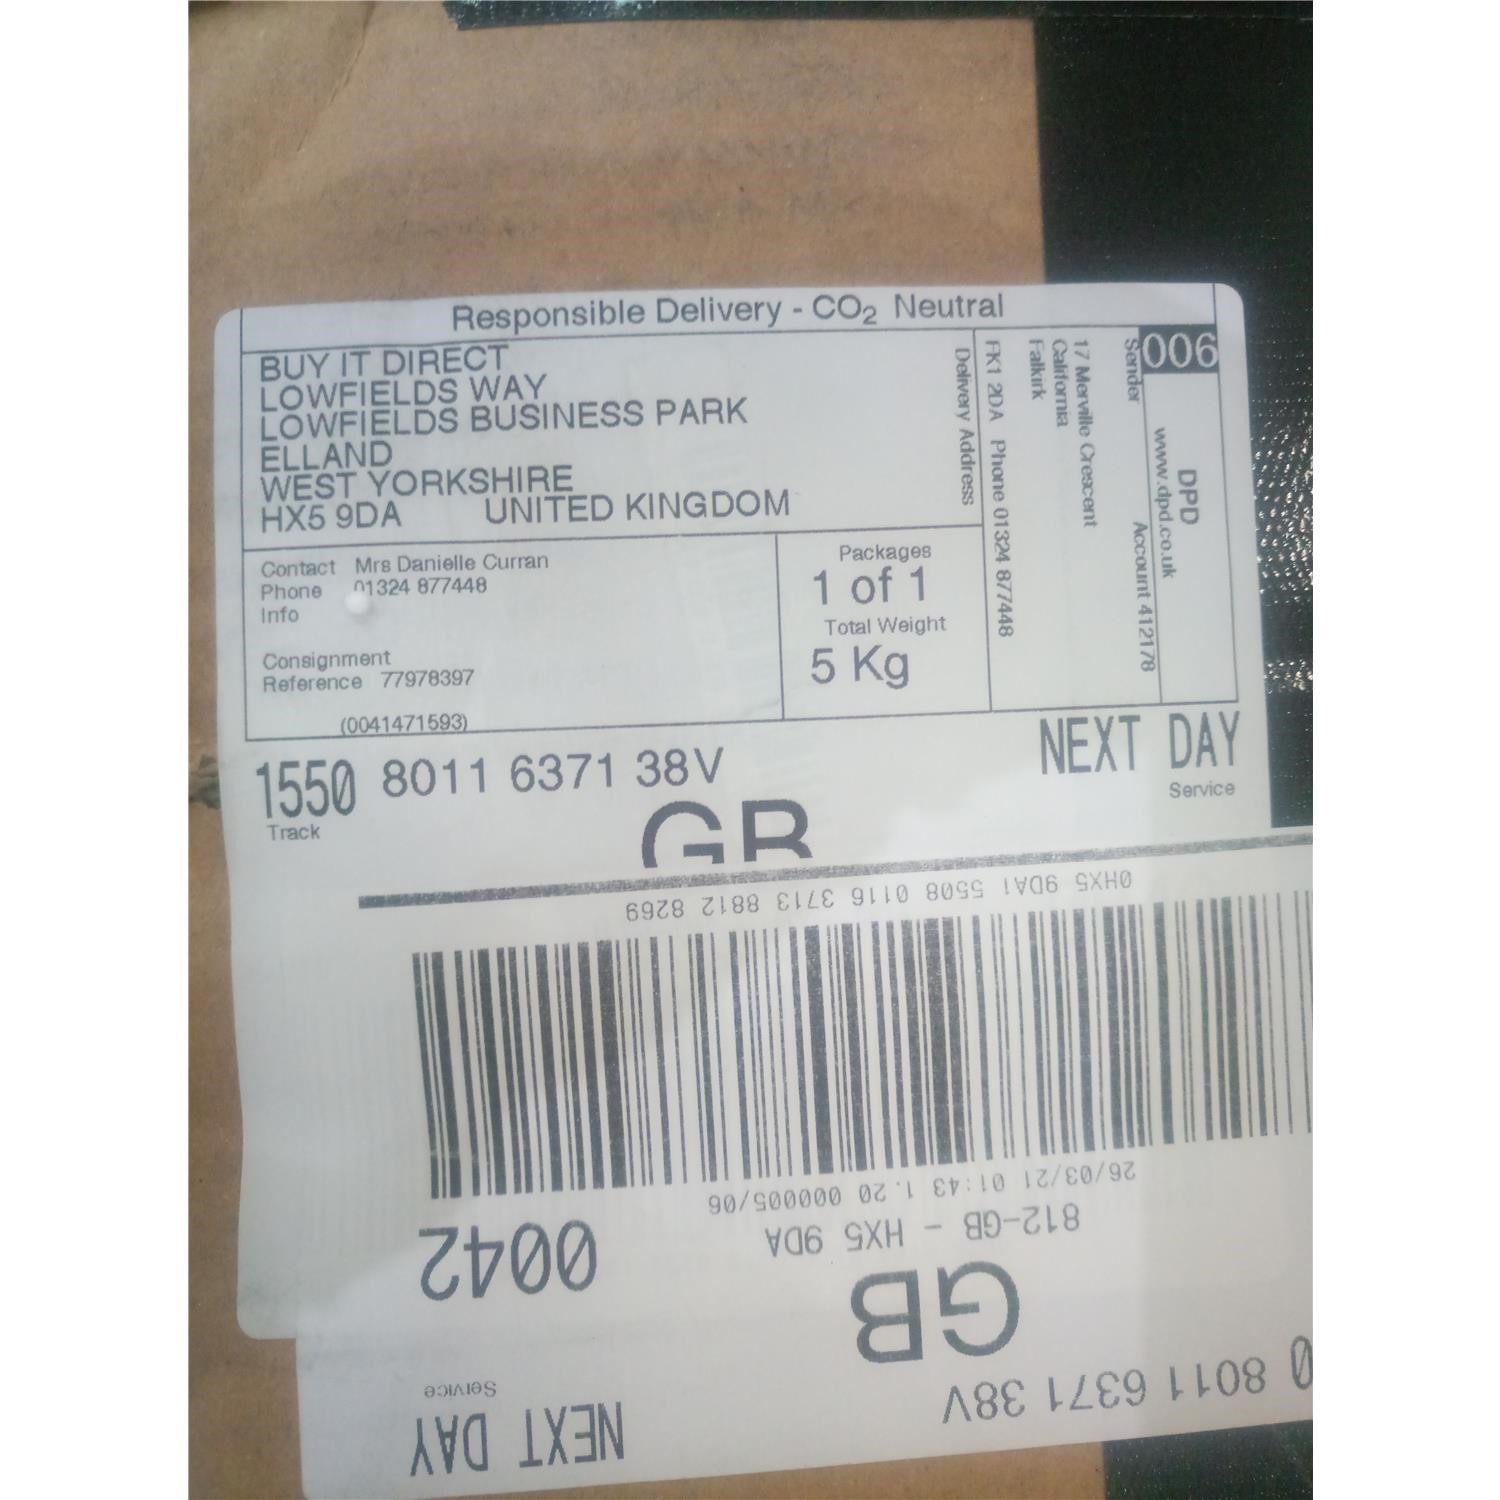 Responsible Delivery - CO2 Neutral
BUY IT DIRECT
LOWFIELDS WAY
LOWFIELDS BUSINESS PARK
ELLAND
WEST YORKSHIRE
HX5 9DA UNITED KINGDOM
Delivery Address
Contact Mrs Danielle Curran
Phone 01324 877448
Info
Consignment
Reference 77978397
(0041471593)
Packages
1 of 1
Total Weight
5 Kg
006
Sender
17 Merville Crescent
California
Falkirk
FK1 2DA Phone 01324 877448
DPD
www.dpd.co.uk
Account 412178
1550 8011 6371 38V
Track
NEXT DAY
Service
GB
0HX5 9DA1 5508 0116 3713 8812 8269
26/03/21 01:43 1.20 000005/06
812-GB - HX5 9DA
0042
GB
0 8011 6371 38V
Service
NEXT DAY